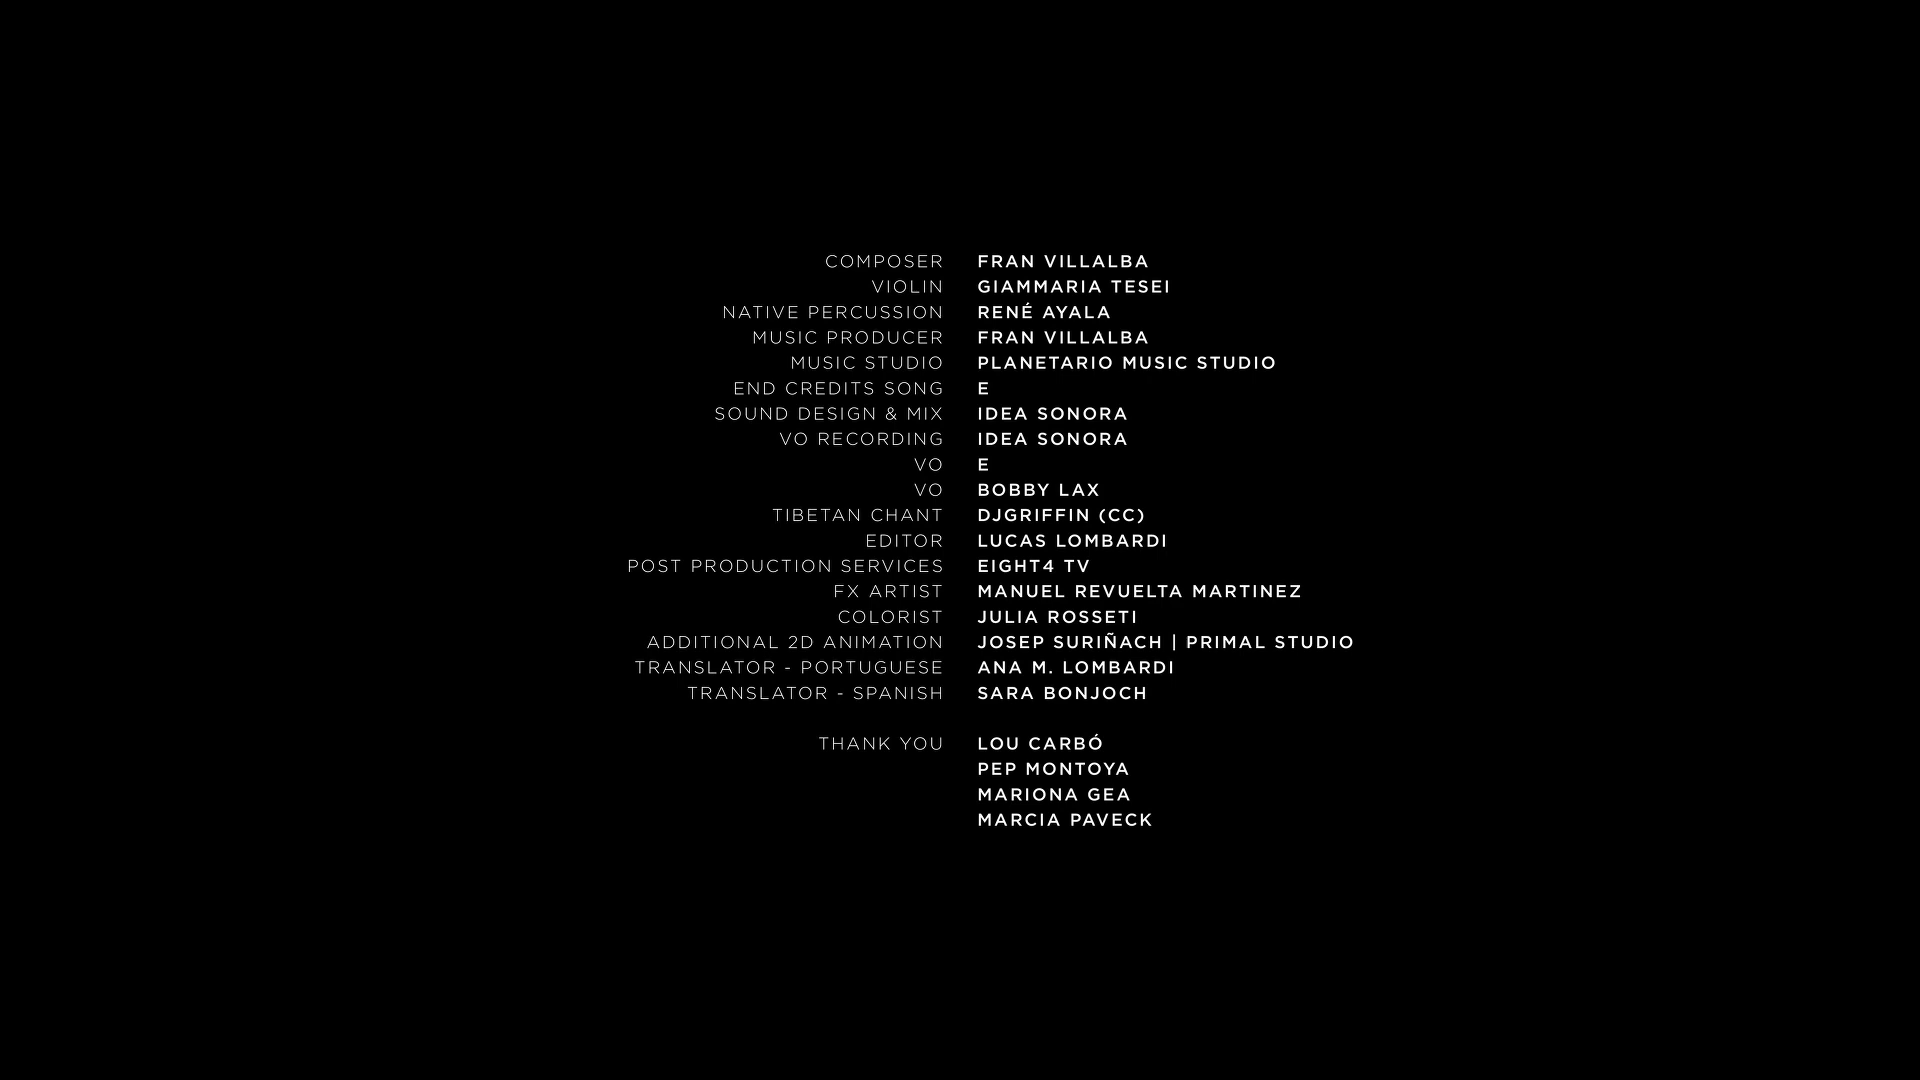 COMPOSER FRAN VILLALBA
VIOLIN GIAMMARIA TESEI
NATIVE PERCUSSION RENÉ AYALA
MUSIC PRODUCER FRAN VILLALBA
MUSIC STUDIO PLANETARIO MUSIC STUDIO
END CREDITS SONG E
SOUND DESIGN & MIX IDEA SONORA
VO RECORDING IDEA SONORA
VO E
VO BOBBY LAX
TIBETAN CHANT DJGRIFFIN (CC)
EDITOR LUCAS LOMBARDI
POST PRODUCTION SERVICES EIGHT4 TV
FX ARTIST MANUEL REVUELTA MARTINEZ
COLORIST JULIA ROSSETI
ADDITIONAL 2D ANIMATION JOSEP SURIÑACH | PRIMAL STUDIO
TRANSLATOR - PORTUGUESE ANA M. LOMBARDI
TRANSLATOR - SPANISH SARA BONJOCH
THANK YOU LOU CARBÓ
PEP MONTOYA
MARIONA GEA
MARCIA PAVECK